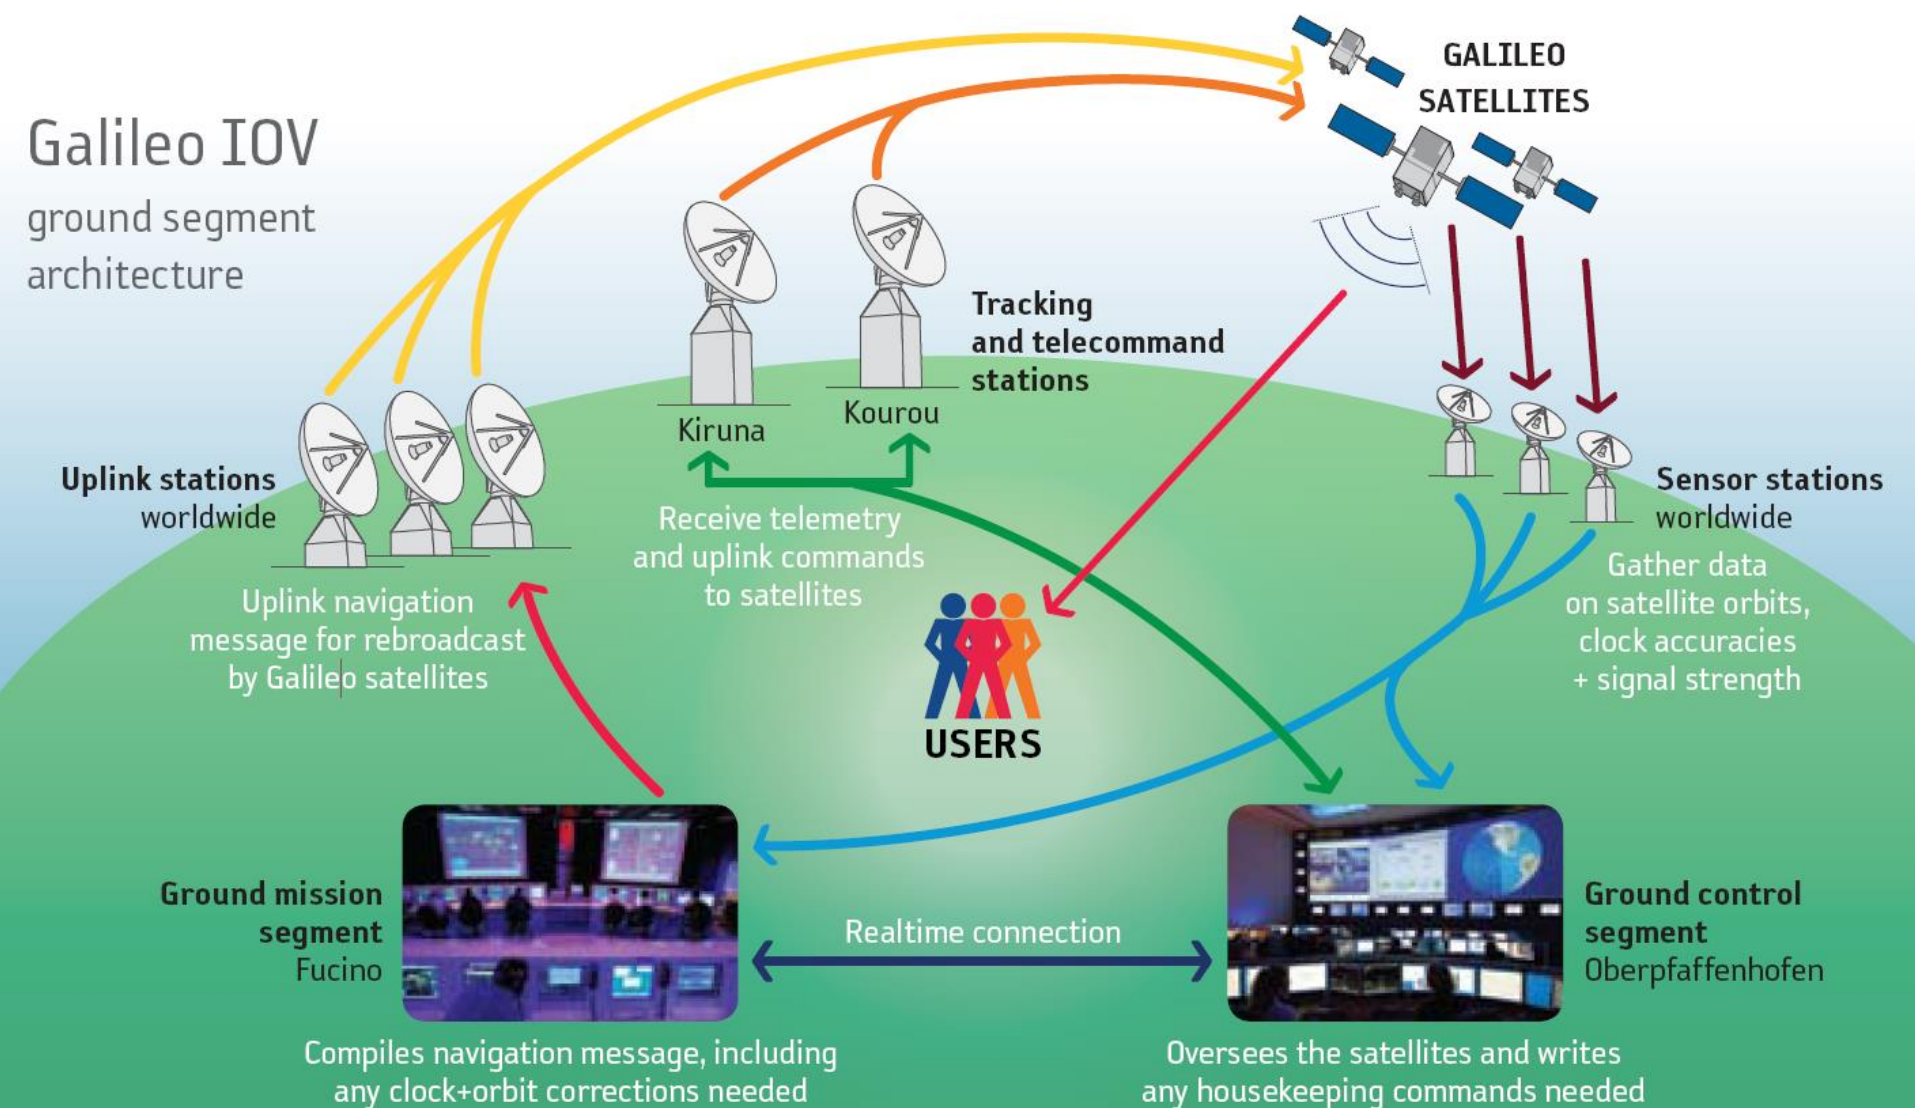 Galileo IOV
ground segment
architecture
GALILEO
SATELLITES
Tracking
and telecommand
stations
Kiruna
Kourou
Receive telemetry
and uplink commands
to satellites
Uplink stations
worldwide
Uplink navigation
message for rebroadcast
by Galileo satellites
Sensor stations
worldwide
Gather data
on satellite orbits,
clock accuracies
+ signal strength
USERS
Ground mission
segment
Fucino
Realtime connection
Ground control
segment
Oberpfaffenhofen
Compiles navigation message, including
any clock+orbit corrections needed
Oversees the satellites and writes
any housekeeping commands needed